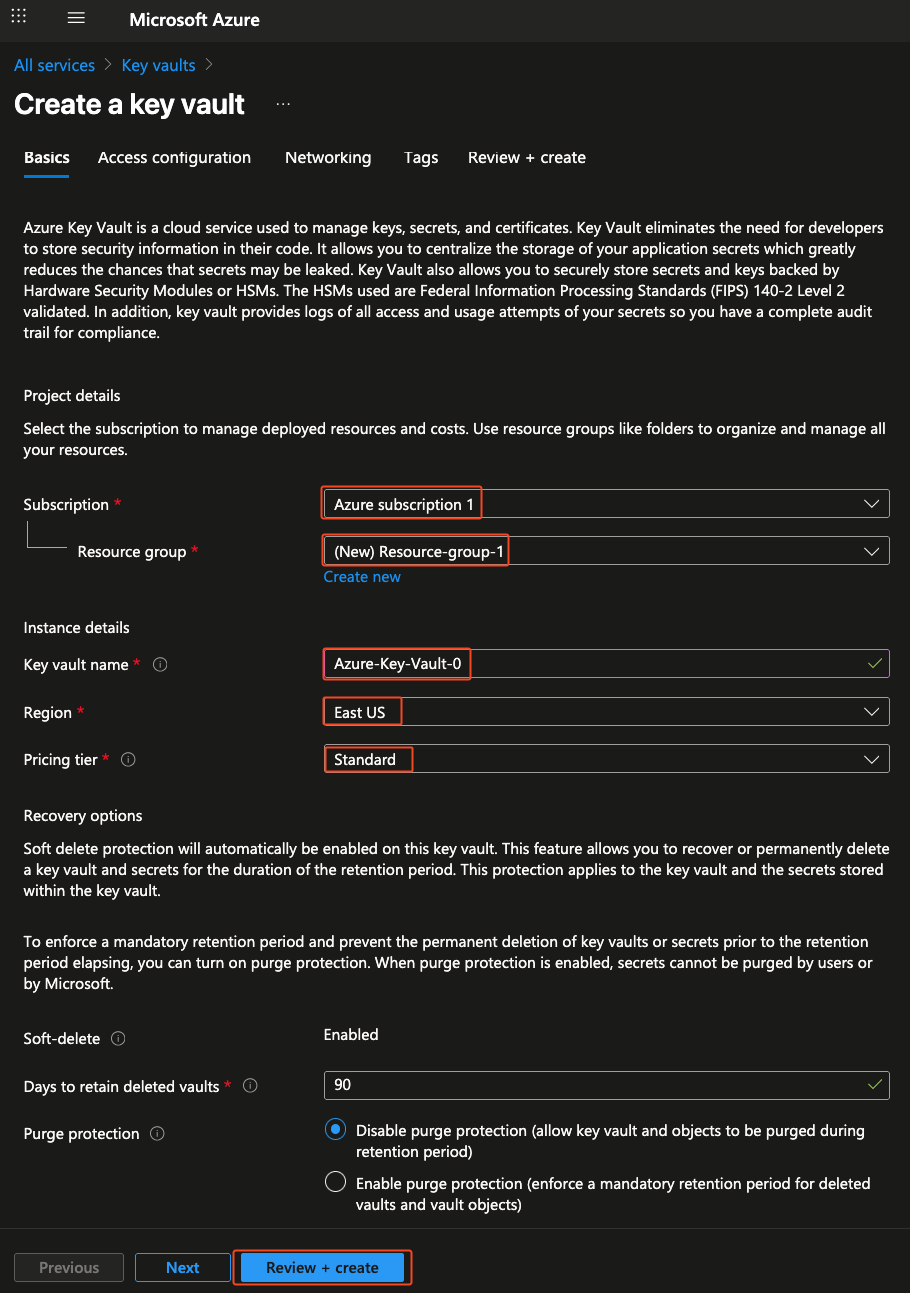 Microsoft Azure
All services > Key vaults >
Create a key vault ...
Basics Access configuration Networking Tags Review + create
Azure Key Vault is a cloud service used to manage keys, secrets, and certificates. Key Vault eliminates the need for developers
to store security information in their code. It allows you to centralize the storage of your application secrets which greatly
reduces the chances that secrets may be leaked. Key Vault also allows you to securely store secrets and keys backed by
Hardware Security Modules or HSMs. The HSMs used are Federal Information Processing Standards (FIPS) 140-2 Level 2
validated. In addition, key vault provides logs of all access and usage attempts of your secrets so you have a complete audit
trail for compliance.
Project details
Select the subscription to manage deployed resources and costs. Use resource groups like folders to organize and manage all
your resources.
Subscription * Azure subscription 1
Resource group * (New) Resource-group-1
Create new
Instance details
Key vault name * Azure-Key-Vault-0
Region * East US
Pricing tier * Standard
Recovery options
Soft delete protection will automatically be enabled on this key vault. This feature allows you to recover or permanently delete
a key vault and secrets for the duration of the retention period. This protection applies to the key vault and the secrets stored
within the key vault.
To enforce a mandatory retention period and prevent the permanent deletion of key vaults or secrets prior to the retention
period elapsing, you can turn on purge protection. When purge protection is enabled, secrets cannot be purged by users or
by Microsoft.
Soft-delete Enabled
Days to retain deleted vaults * 90
Purge protection Disable purge protection (allow key vault and objects to be purged during
retention period)
Enable purge protection (enforce a mandatory retention period for deleted
vaults and vault objects)
Previous Next Review + create